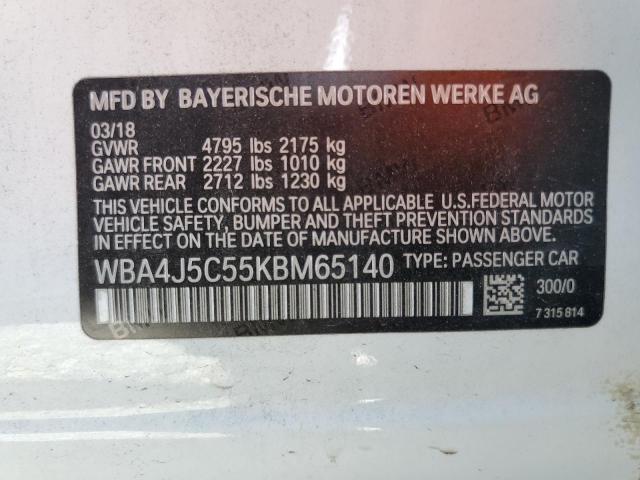 MFD BY BAYERISCHE MOTOREN WERKE AG
03/18
GVWR 4795 lbs 2175 kg
GAWR FRONT 2227 lbs 1010 kg
GAWR REAR 2712 lbs 1230 kg
THIS VEHICLE CONFORMS TO ALL APPLICABLE U.S.FEDERAL MOTOR
VEHICLE SAFETY, BUMPER AND THEFT PREVENTION STANDARDS
IN EFFECT ON THE DATE OF MANUFACTURE SHOWN ABOVE.
WBA4J5C55KBM65140 TYPE: PASSENGER CAR
300/0
7 315 814